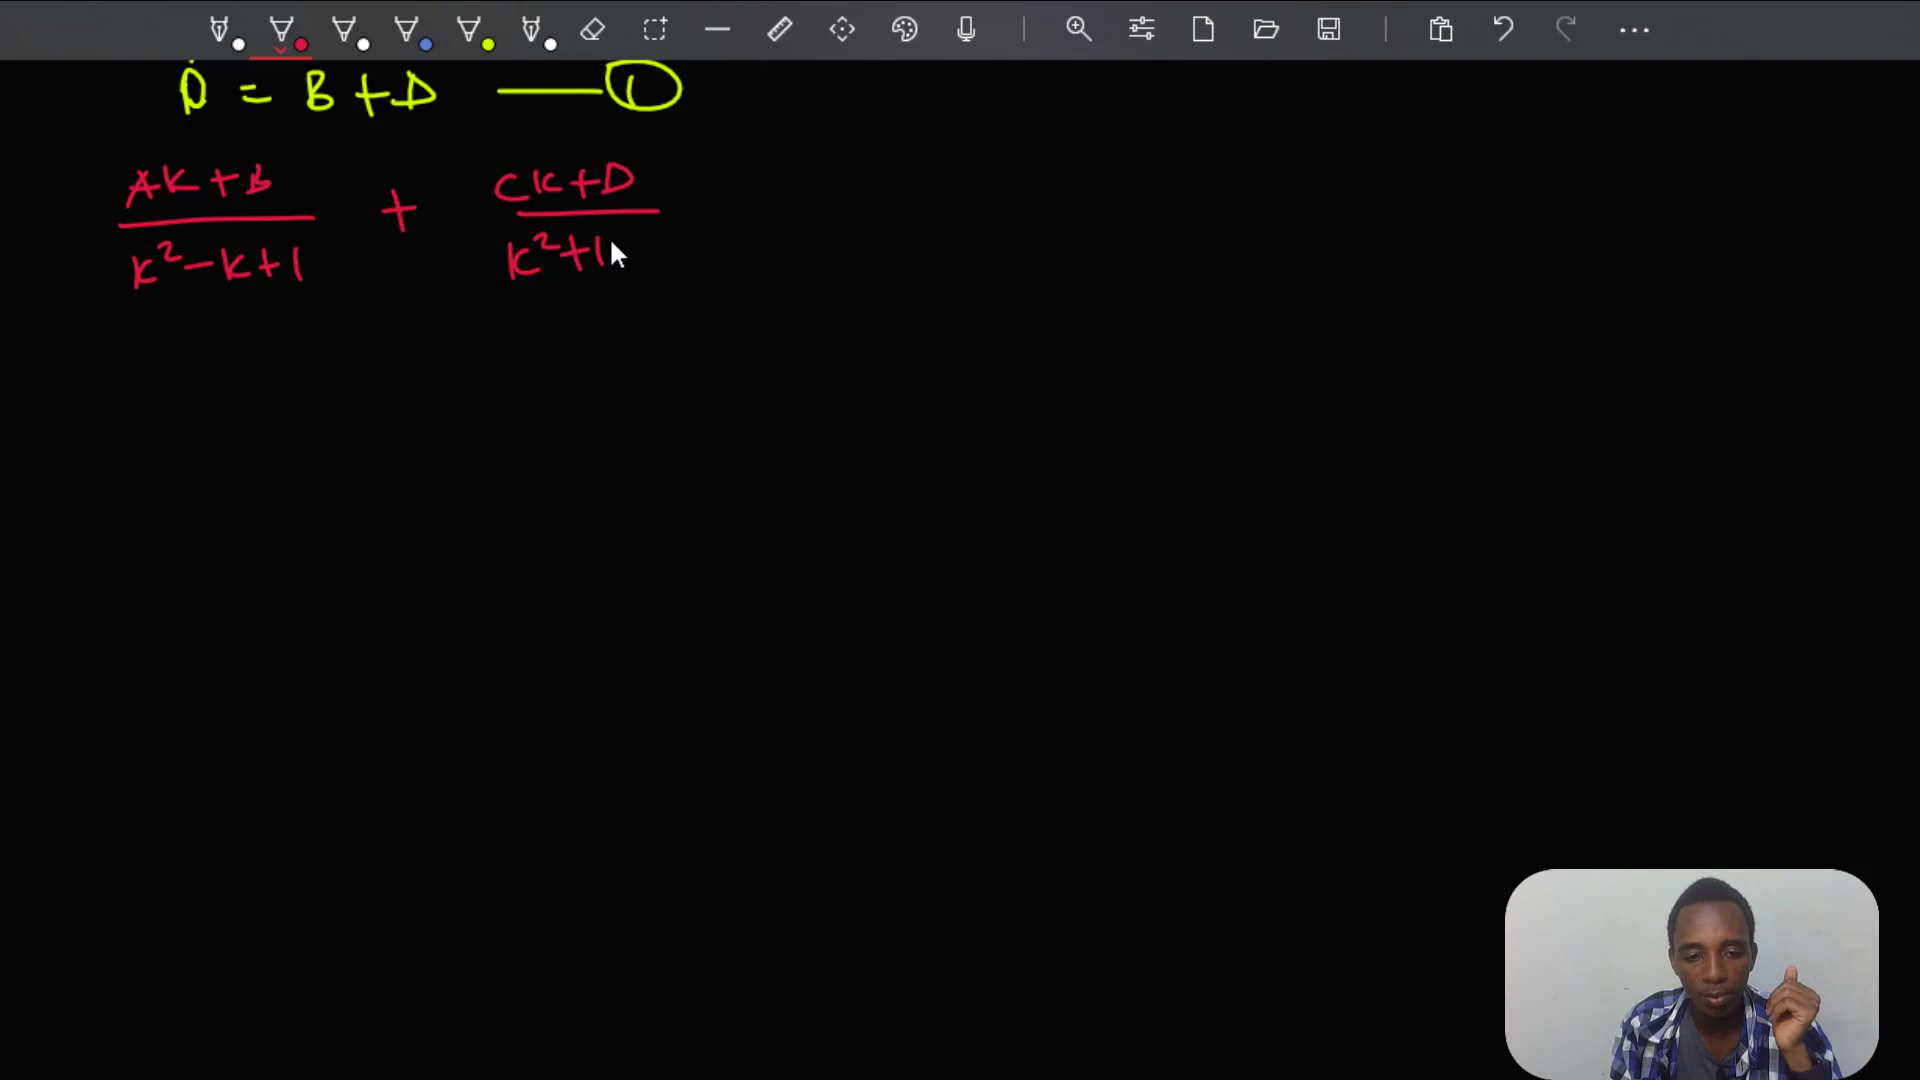 D = B + D —— ①
AK + B / K² - K + 1 + CK + D / K² + 1